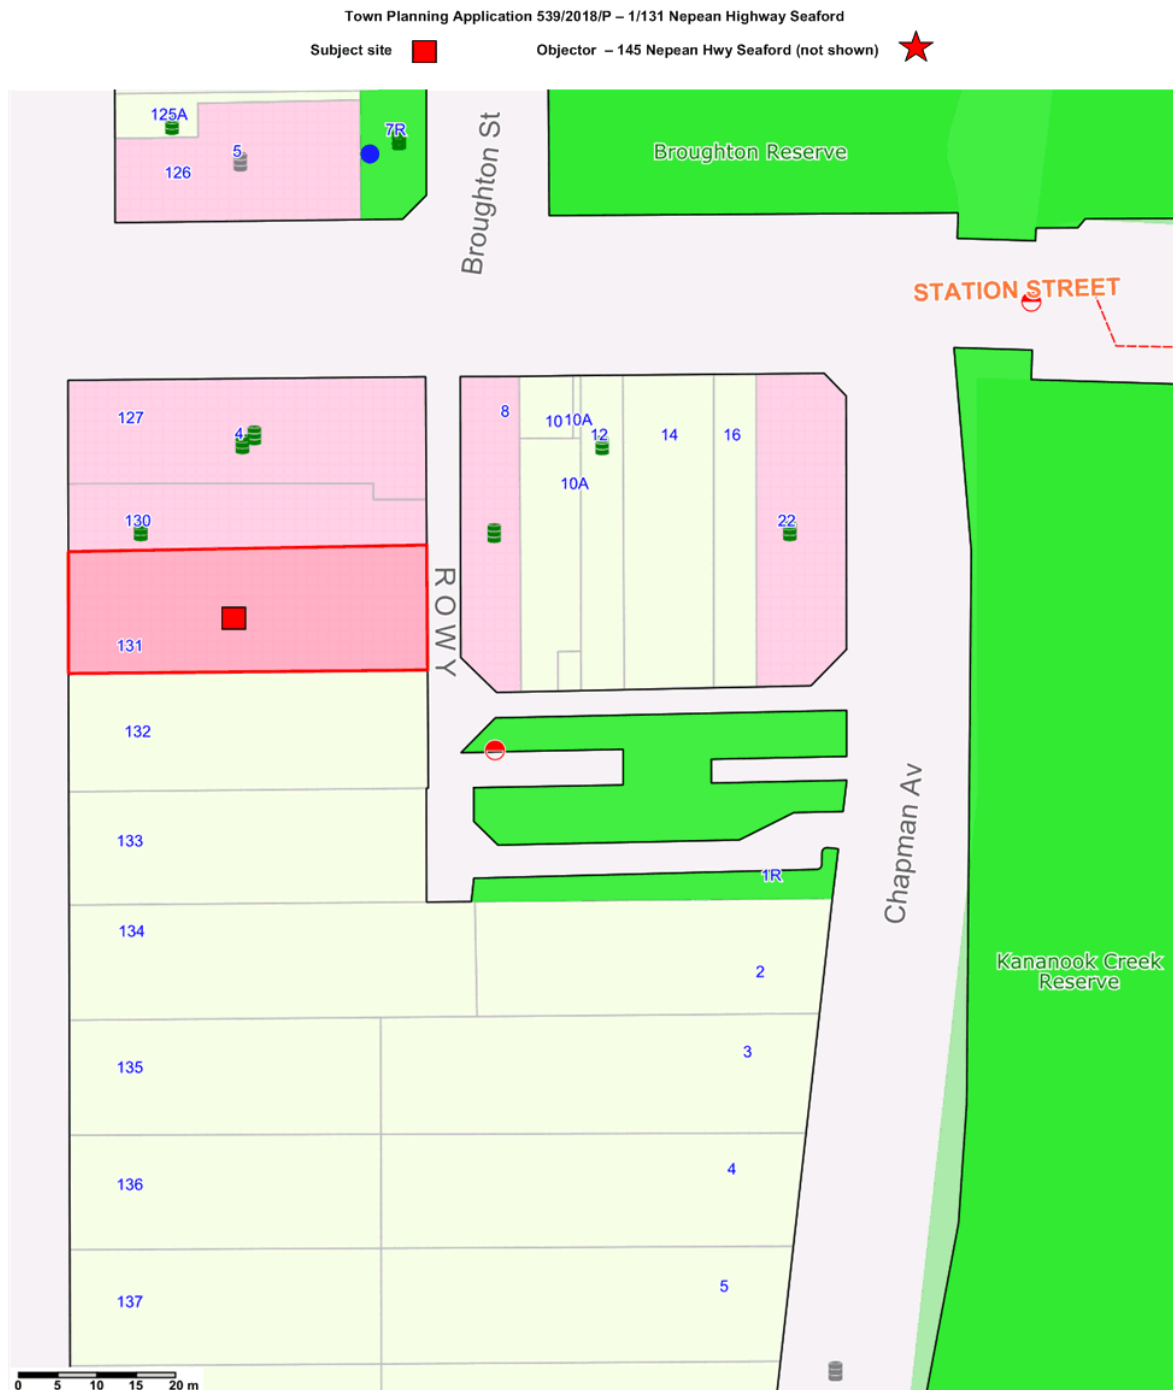 Town Planning Application 539/2018/P – 1/131 Nepean Highway Seaford
Subject site
Objector – 145 Nepean Hwy Seaford (not shown)
125A
5
126
7R
Broughton St
Broughton Reserve
STATION STREET
127
4
130
131
ROWY
8
10
10A
12
10A
14
16
22
132
133
134
135
136
137
1R
2
3
4
5
Chapman Av
Kananook Creek
Reserve
0 5 10 15 20 m